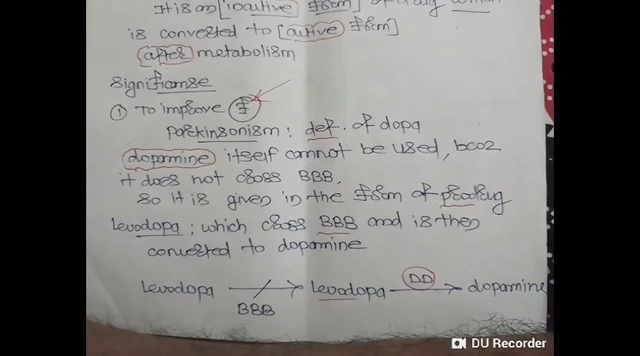 It is an [inactive form] of drug which
is converted to [active] form]
after metabolism
Significanse
① To improve F
Parkinsonism : def. of dopa
dopamine itself cannot be used, bcoz
it does not cross BBB.
so it is given in the form of prodrug
Levodopa ; which cross BBB and is then
converted to dopamine
Levodopa → Levodopa DD → dopamine
BBB
DU Recorder